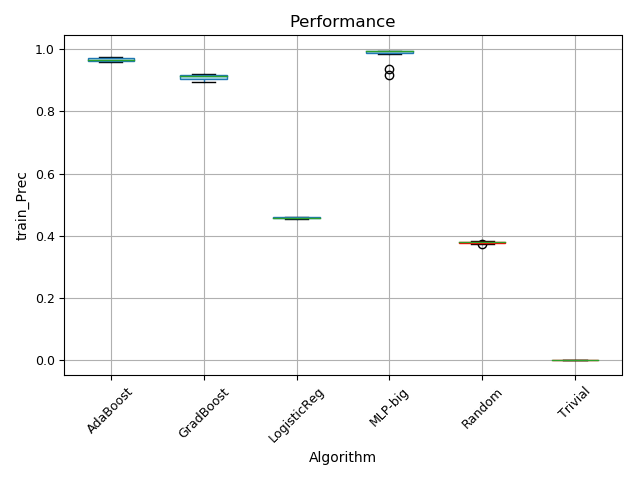 Performance
1.0
0.8
0.6
0.4
0.2
0.0
train_Prec
AdaBoost
GradBoost
LogisticReg
MLP-big
Random
Trivial
Algorithm